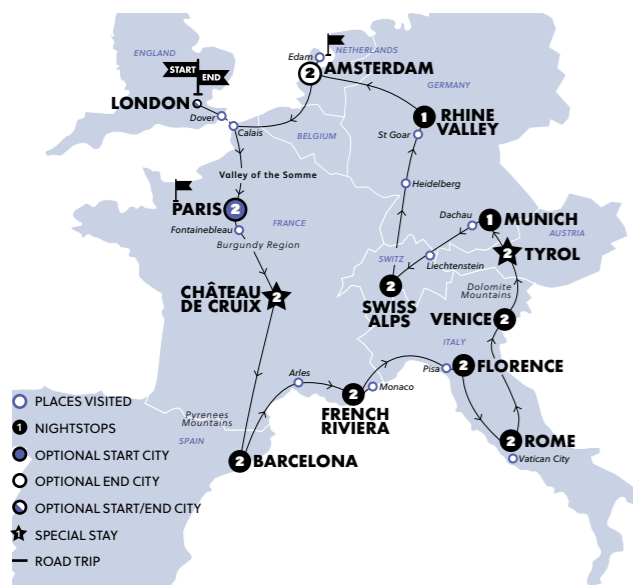 ENGLAND
START
END
LONDON
Dover
Calais
Edam
NETHERLANDS
2
AMSTERDAM
GERMANY
BELGIUM
1
RHINE
VALLEY
St Goar
Heidelberg
Valley of the Somme
PARIS
2
FRANCE
Fontainebleau
Burgundy Region
CHÂTEAU
DE CRUIX
2
Dachau
1
MUNICH
AUSTRIA
2
TYROL
SWITZ
Liechtenstein
2
SWISS
ALPS
Dolomite
Mountains
VENICE
2
ITALY
Arles
2
FRENCH
RIVIERA
Monaco
Pisa
2
FLORENCE
2
ROME
Vatican City
Pyrenees
Mountains
SPAIN
2
BARCELONA
PLACES VISITED
1
NIGHTSTOPS
OPTIONAL START CITY
OPTIONAL END CITY
OPTIONAL START/END CITY
1
SPECIAL STAY
ROAD TRIP